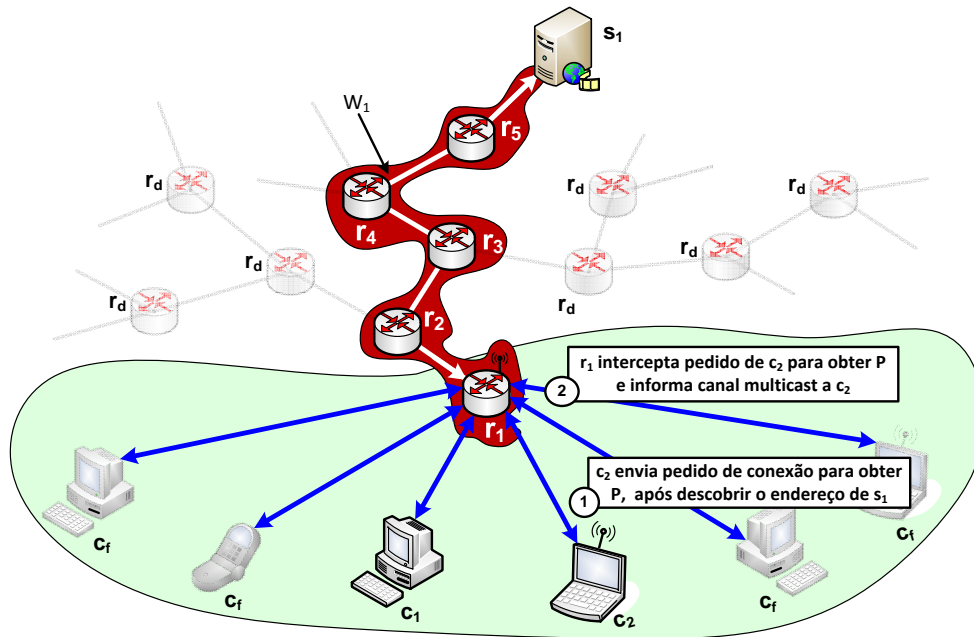 s1
W1
r5
rd
rd
rd
r4
r3
rd
rd
rd
rd
r2
r1 intercepta pedido de c2 para obter P
e informa canal multicast a c2
2
r1
c2 envia pedido de conexão para obter
P, após descobrir o endereço de s1
1
cf
cf
cf
c1
c2
cf